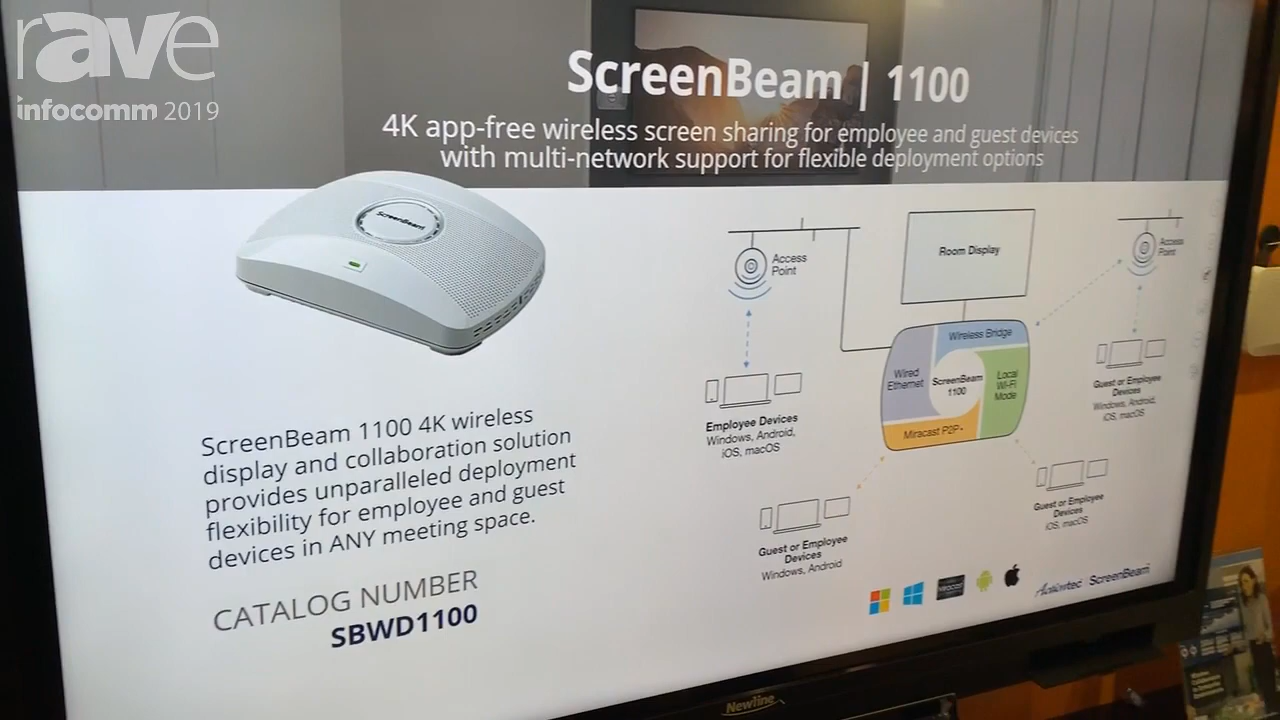 rAVe
infocomm 2019
ScreenBeam | 1100
4K app-free wireless screen sharing for employee and guest devices
with multi-network support for flexible deployment options
ScreenBeam
ScreenBeam 1100 4K wireless
display and collaboration solution
provides unparalleled deployment
flexibility for employee and guest
devices in ANY meeting space.
CATALOG NUMBER
SBWD1100
Access
Point
Room Display
Access
Point
Wireless Bridge
Wired
Ethernet
ScreenBeam
1100
Local
Wi-Fi
Mode
Miracast P2P+
Employee Devices
Windows, Android,
iOS, macOS
Guest or Employee
Devices
Windows, Android,
iOS, macOS
Guest or Employee
Devices
Windows, Android
Guest or Employee
Devices
iOS, macOS
Actiontec ScreenBeam
Newline